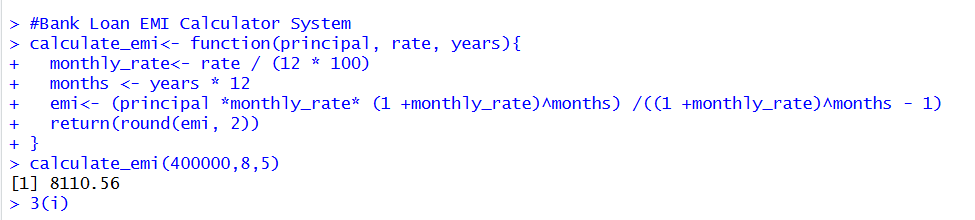 > #Bank Loan EMI Calculator System
> calculate_emi<- function(principal, rate, years){
+   monthly_rate<- rate / (12 * 100)
+   months <- years * 12
+   emi<- (principal *monthly_rate* (1 +monthly_rate)^months) /((1 +monthly_rate)^months - 1)
+   return(round(emi, 2))
+ }
> calculate_emi(400000,8,5)
[1] 8110.56
> 3(i)